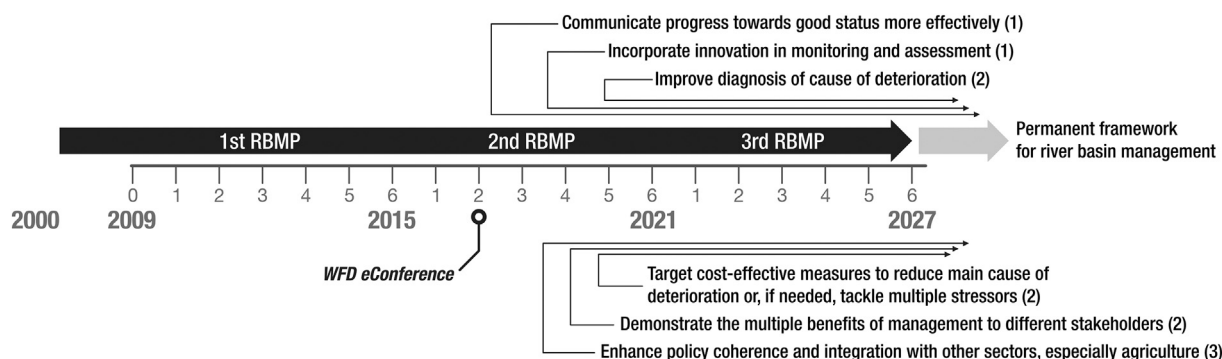 Communicate progress towards good status more effectively (1)
Incorporate innovation in monitoring and assessment (1)
Improve diagnosis of cause of deterioration (2)
1st RBMP
2nd RBMP
3rd RBMP
Permanent framework
for river basin management
0 1 2 3 4 5 6 1 2 3 4 5 6 1 2 3 4 5 6
2000 2009 2015 2021 2027
WFD eConference
Target cost-effective measures to reduce main cause of
deterioration or, if needed, tackle multiple stressors (2)
Demonstrate the multiple benefits of management to different stakeholders (2)
Enhance policy coherence and integration with other sectors, especially agriculture (3)